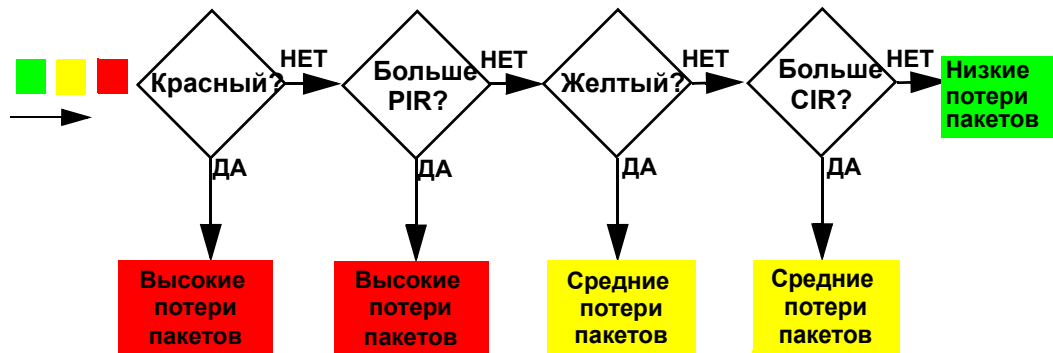 Красный?
НЕТ
Больше
PIR?
НЕТ
Желтый?
НЕТ
Больше
CIR?
НЕТ
Низкие
потери
пакетов
ДА
ДА
ДА
ДА
Высокие
потери
пакетов
Высокие
потери
пакетов
Средние
потери
пакетов
Средние
потери
пакетов